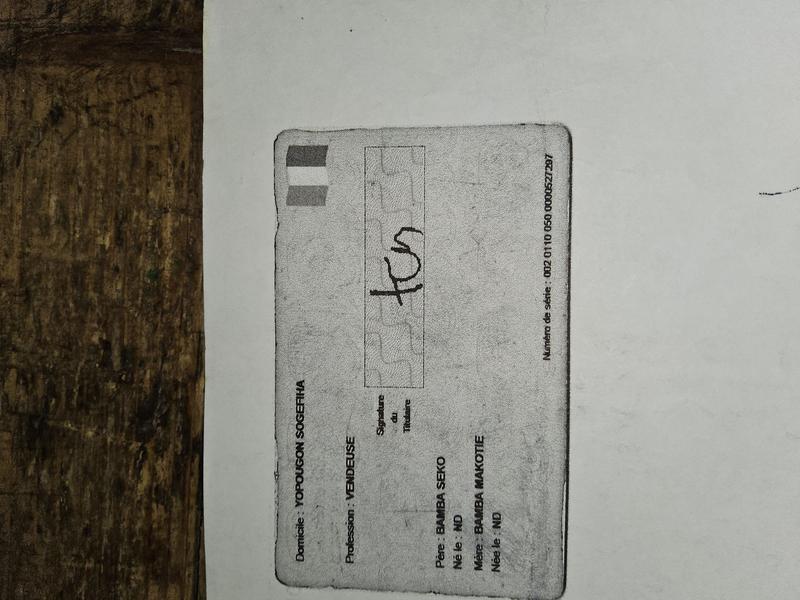 Domicile : YOPOUGON SOGEFIHA
Profession : VENDEUSE
Signature
du
Titulaire
Père : BAMBA SEKO
Né le : ND
Mère : BAMBA MAKOTIE
Née le : ND
Numéro de série : 002 0110 050 0000527297